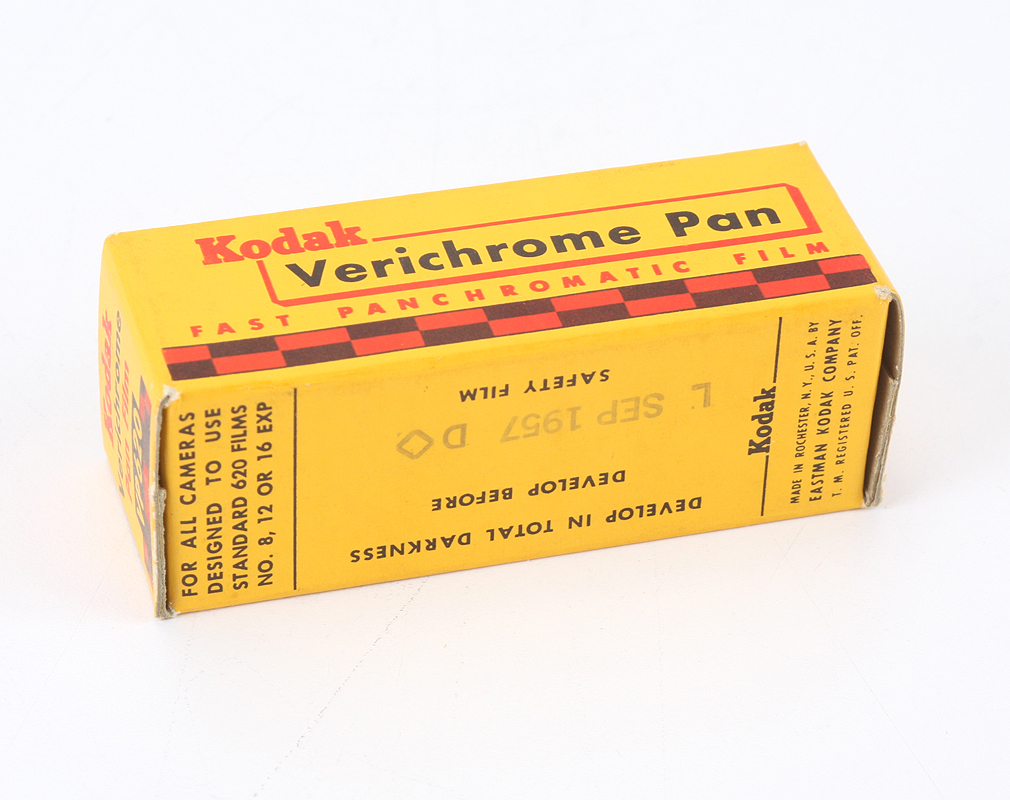 Kodak
Verichrome Pan
FAST PANCHROMATIC FILM
FOR ALL CAMERAS
DESIGNED TO USE
STANDARD 620 FILMS
NO. 8, 12 OR 16 EXP
DEVELOP IN TOTAL DARKNESS
DEVELOP BEFORE
L SEP 1957 D
SAFETY FILM
Kodak
MADE IN ROCHESTER, N.Y., U.S.A. BY
EASTMAN KODAK COMPANY
T. M. REGISTERED U. S. PAT. OFF.
Kodak
Verichrome